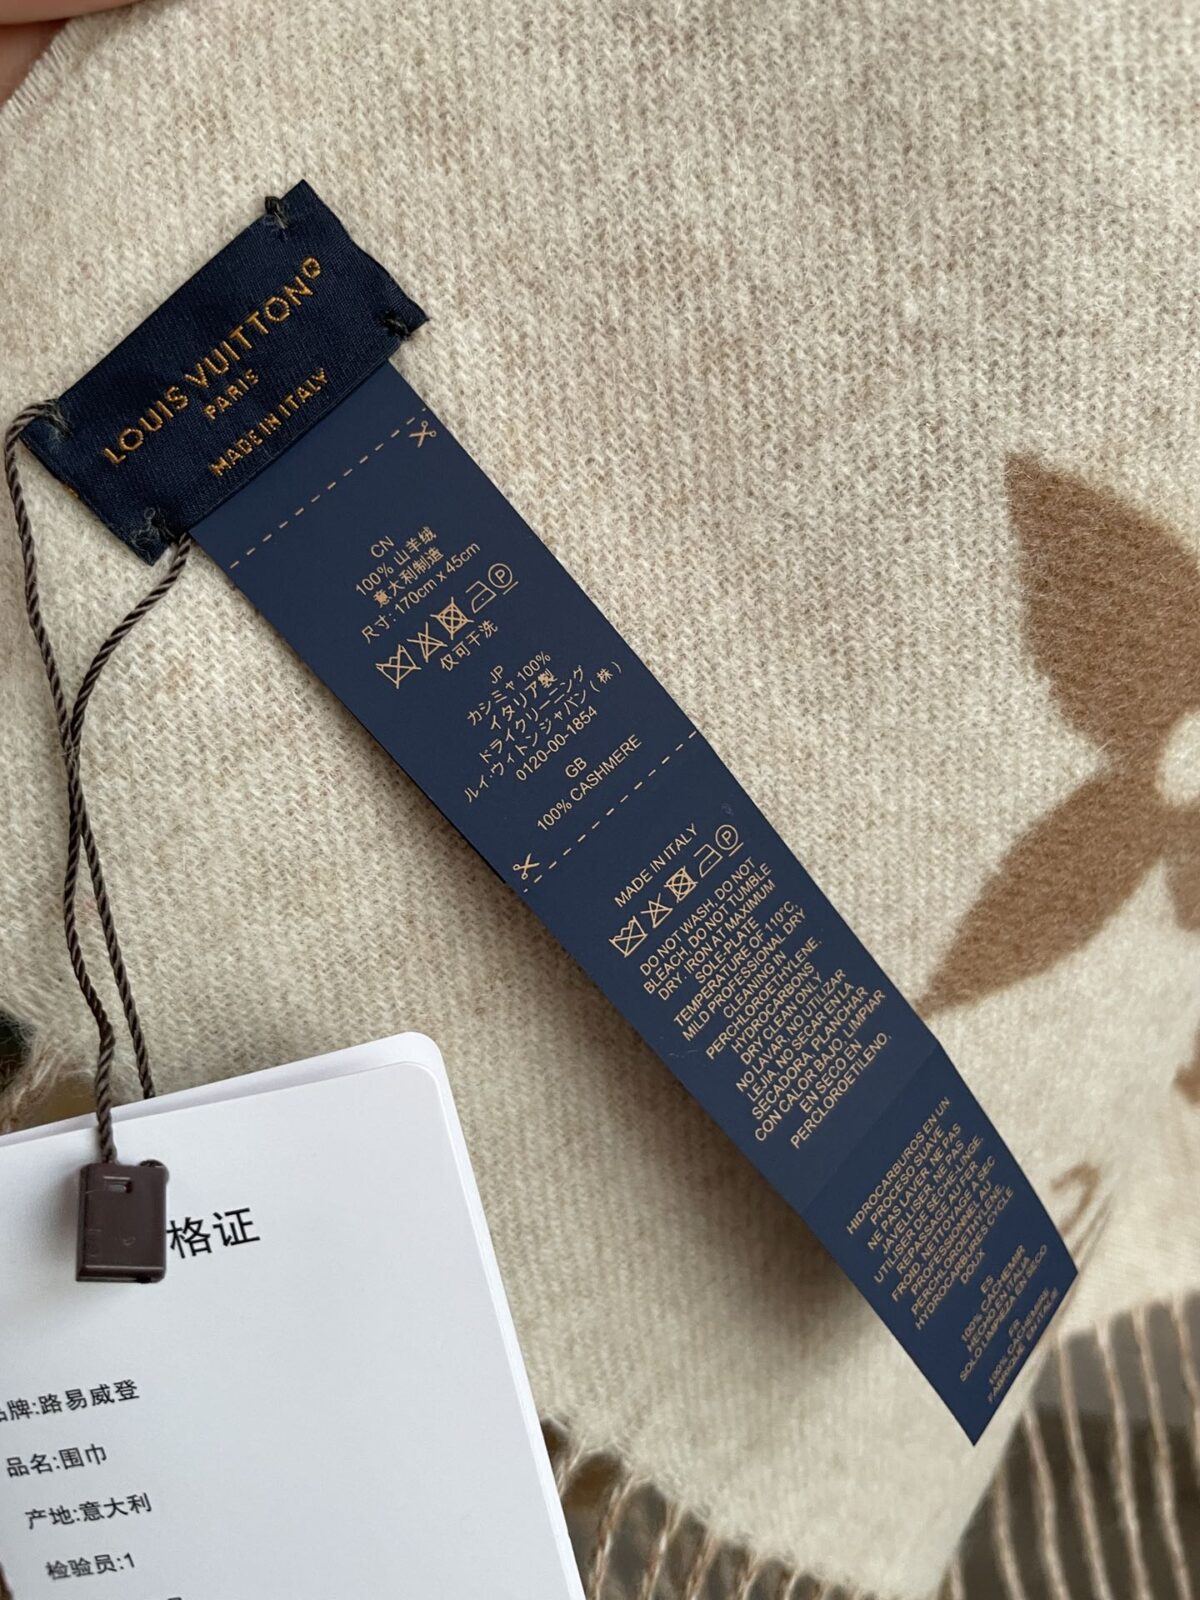 LOUIS VUITTON
PARIS
MADE IN ITALY
CN
100% 山羊绒
意大利制造
尺寸: 170cm x 45cm
P
仅可干洗
JP
カシミヤ 100%
イタリア製
ドライクリーニング
ルイ・ヴィトンジャパン(株)
0120-00-1854
GB
100% CASHMERE
MADE IN ITALY
P
DO NOT WASH, DO NOT
BLEACH, DO NOT TUMBLE
DRY. IRON AT MAXIMUM
SOLE-PLATE
TEMPERATURE OF 110°C,
MILD PROFESSIONAL DRY
CLEANING IN
PERCHLOROETHYLENE.
HYDROCARBONS
DRY CLEAN ONLY
NO LAVAR, NO UTILIZAR
LEJIA, NO SECAR EN LA
SECADORA, PLANCHAR
CON CALOR BAJO, LIMPIAR
EN SECO EN
PERCLOROETILENO.
HIDROCARBUROS EN UN
PROCESO SUAVE
NE PAS LAVER, NE PAS
JAVELLISER, NE PAS
UTILISER DE SÈCHE-LINGE.
REPASSAGE AU FER
FROID, NETTOYAGE A SEC
PROFESSIONNEL AU
PERCHLOROETHYLENE.
HYDROCARBURES CYCLE
DOUX
ES
100% CACHEMIR
HECHO EN ITALIA
SOLO LIMPIEZA EN SECO
FR
100% CACHEMIRE
FABRIQUE EN ITALIE
格证
品牌:路易威登
品名:围巾
产地:意大利
检验员:1